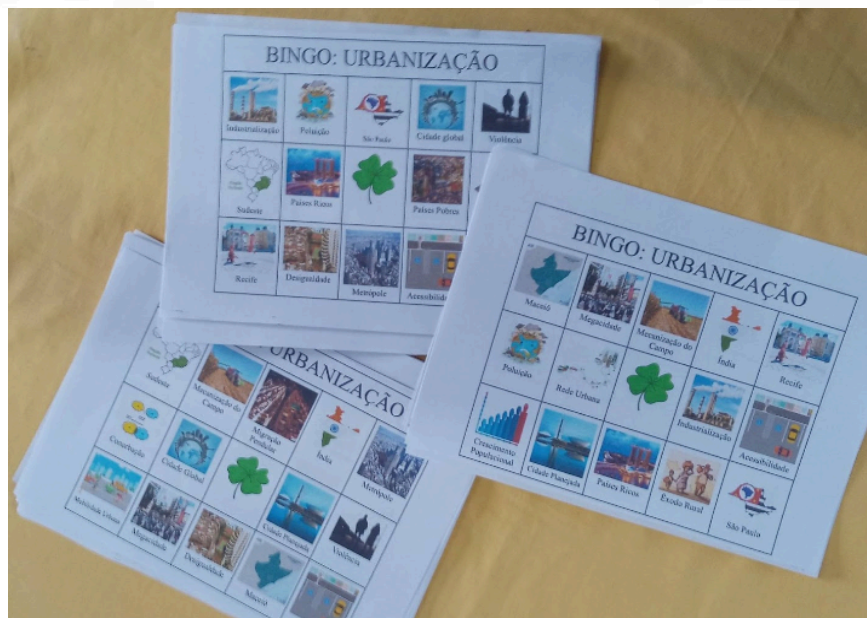 BINGO: URBANIZAÇÃO
Industrialização Poluição São Paulo Cidade global Violência
Sudeste Países Ricos Países Pobres
Recife Desigualdade Metrópole Acessibilidade
BINGO: URBANIZAÇÃO
Maceió Megacidade Mecanização do Campo Índia Recife
Poluição Rede Urbana Industrialização Acessibilidade
Crescimento Populacional Cidade Planejada Países Ricos Êxodo Rural São Paulo
URBANIZAÇÃO
Sudeste Mecanização do Campo Migração Pendular Índia Metrópole
Conurbação Cidade Global Cidade Planejada Violência
Mobilidade Urbana Megacidade Desigualdade Maceió